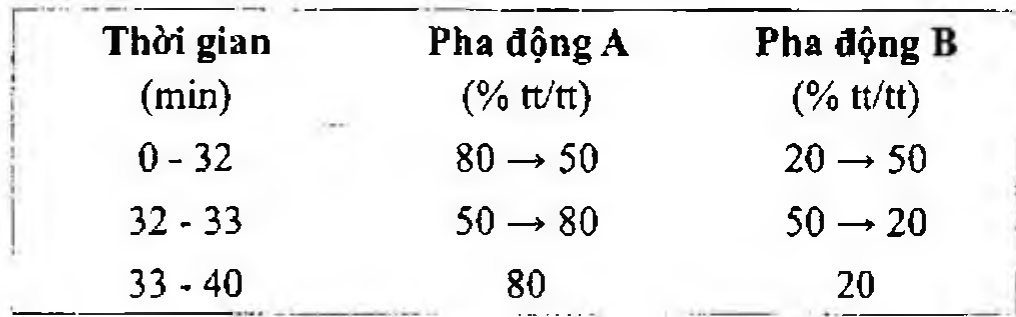 Thời gian Pha động A Pha động B
(min) (% tt/tt) (% tt/tt)
0 - 32 80 → 50 20 → 50
32 - 33 50 → 80 50 → 20
33 - 40 80 20